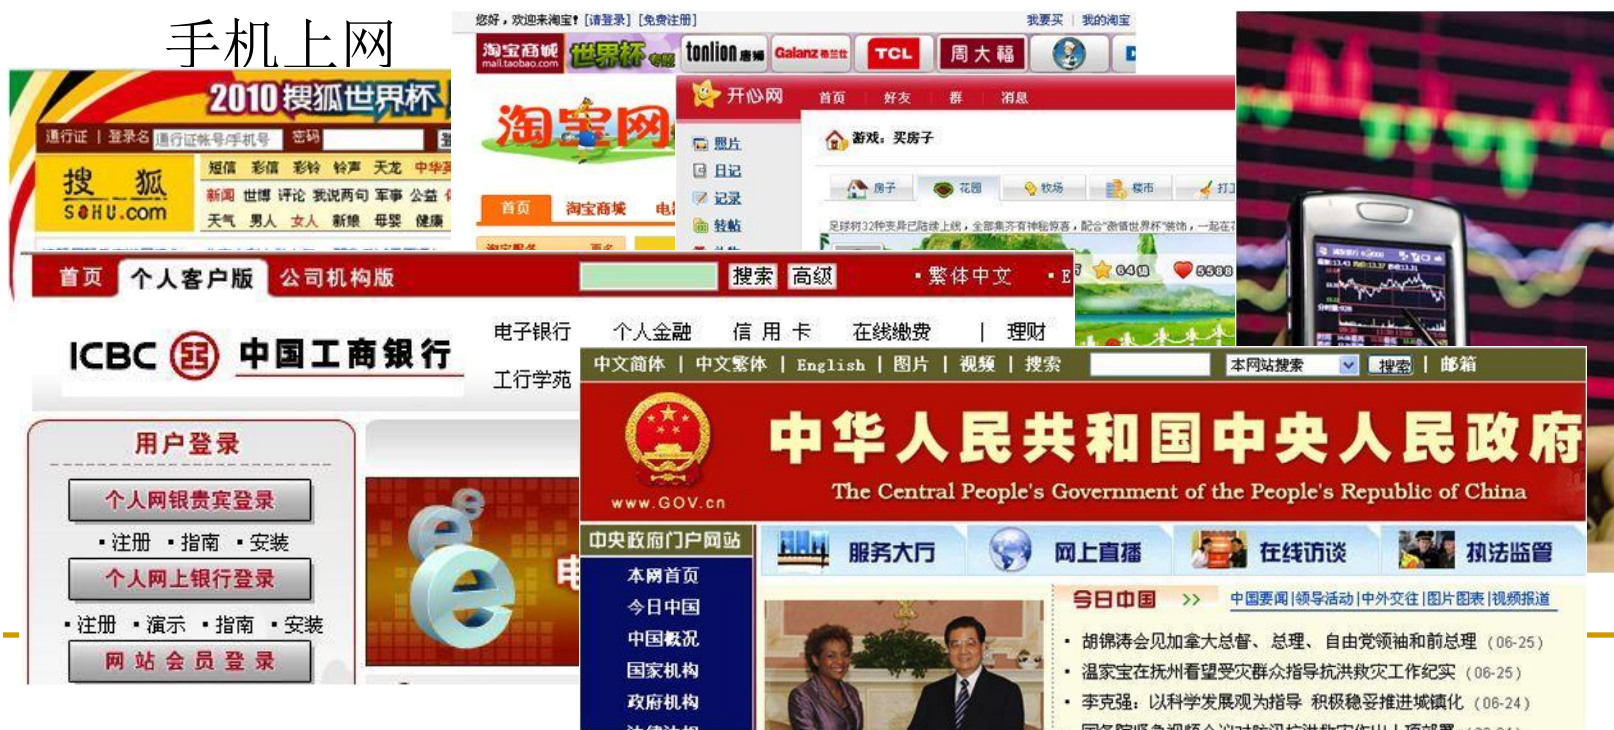 手机上网
您好，欢迎来淘宝! [请登录] [免费注册]
我要买 | 我的淘宝
淘宝商城
mall.taobao.com
世界杯
tonlion 唐狮
Galanz 格兰仕
TCL
周大福
2010搜狐世界杯
通行证 | 登录名 通行证帐号/手机号 密码
搜 狐
SOHU.com
短信 彩信 彩铃 铃声 天龙
新闻 世博 评论 我说两句 军事 公益
天气 男人 女人 新娘 母婴 健康
淘宝网
首页 淘宝商城
淘宝服务 更多
开心网 首页 好友 群 消息
照片
日记
记录
转帖
游戏: 买房子
房子 花园 牧场 楼市
首页 个人客户版 公司机构版
搜索 高级 ·繁体中文
ICBC 中国工商银行
电子银行 个人金融 信用卡 在线缴费 | 理财
工行学苑
用户登录
个人网银贵宾登录
·注册 ·指南 ·安装
个人网上银行登录
·注册 ·演示 ·指南 ·安装
网站会员登录
中文简体 | 中文繁体 | English | 图片 | 视频 | 搜索
本网站搜索 搜索 | 邮箱
中华人民共和国中央人民政府
The Central People's Government of the People's Republic of China
www.GOV.cn
中央政府门户网站
服务大厅 网上直播 在线访谈 执法监管
本网首页
今日中国
中国概况
国家机构
政府机构
今日中国 >> 中国要闻|领导活动|中外交往|图片图表|视频报道
· 胡锦涛会见加拿大总督、总理、自由党领袖和前总理 (06-25)
· 温家宝在抚州看望受灾群众指导抗洪救灾工作纪实 (06-25)
· 李克强：以科学发展观为指导 积极稳妥推进城镇化 (06-24)